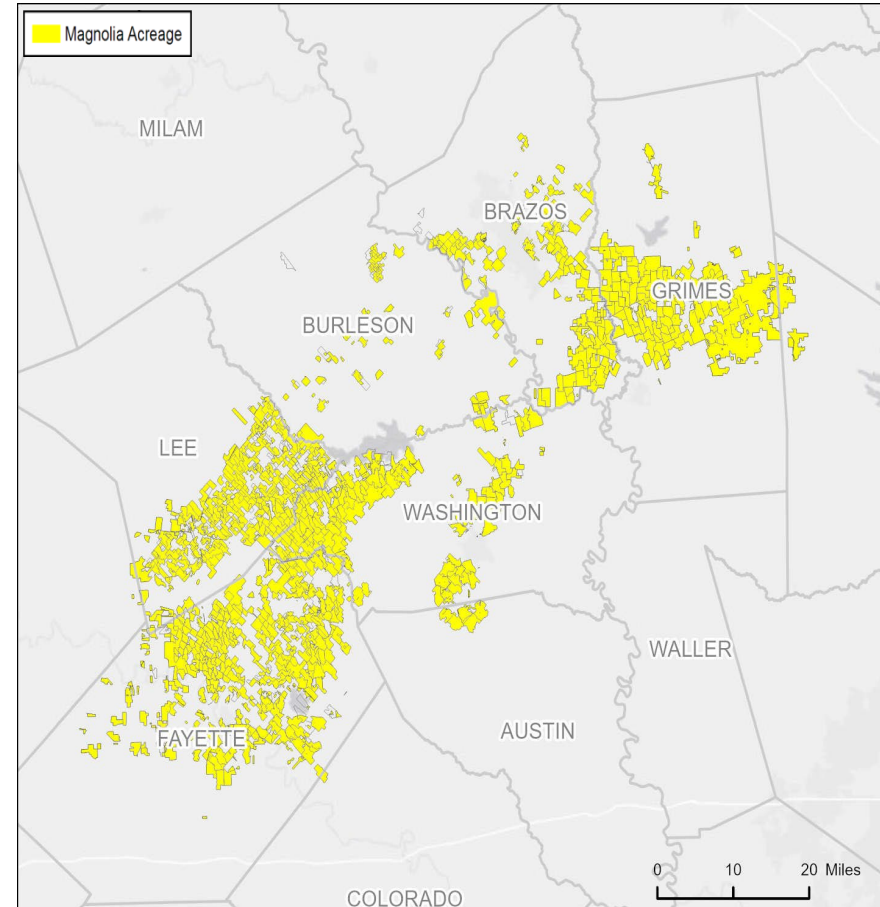 Magnolia Acreage
MILAM
BRAZOS
GRIMES
BURLESON
LEE
WASHINGTON
WALLER
FAYETTE
AUSTIN
0 10 20 Miles
COLORADO